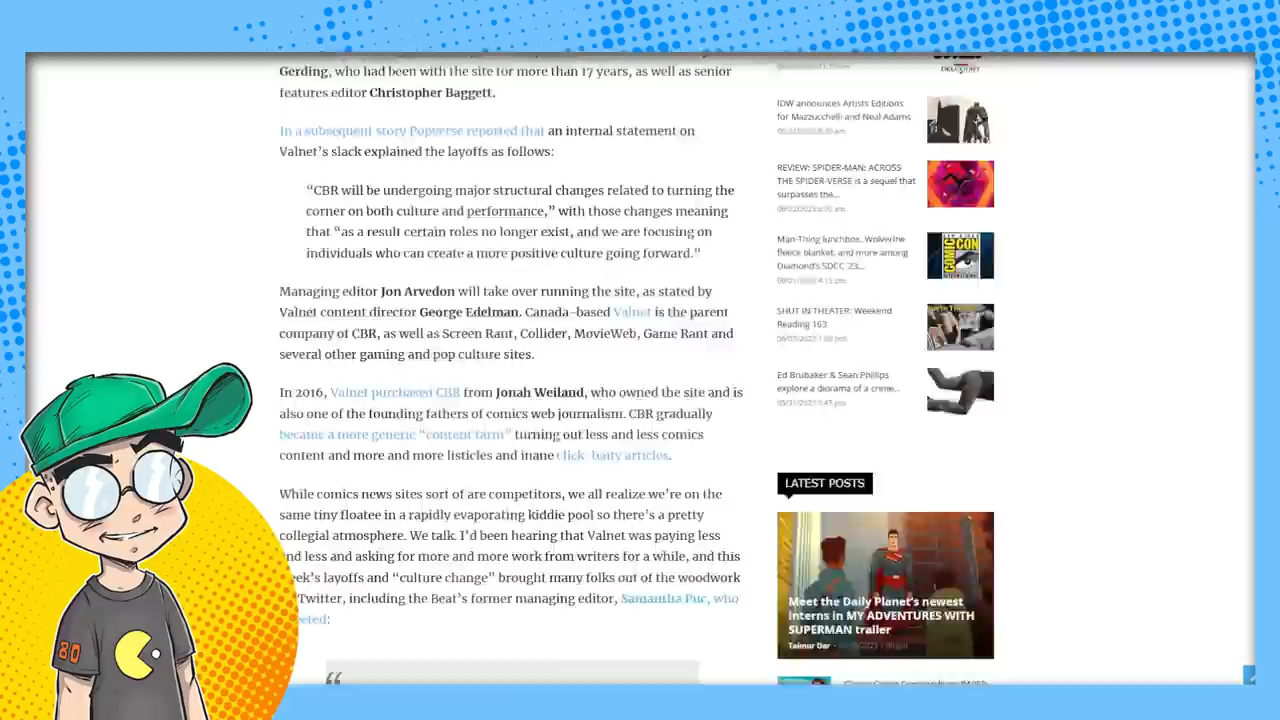 Gerding, who had been with the site for more than 17 years, as well as senior
features editor Christopher Baggett.
In a subsequent story Popverse reported that an internal statement on
Valnet's slack explained the layoffs as follows:
“CBR will be undergoing major structural changes related to turning the
corner on both culture and performance,” with those changes meaning
that “as a result certain roles no longer exist, and we are focusing on
individuals who can create a more positive culture going forward."
Managing editor Jon Arvedon will take over running the site, as stated by
Valnet content director George Edelman. Canada-based Valnet is the parent
company of CBR, as well as Screen Rant, Collider, MovieWeb, Game Rant and
several other gaming and pop culture sites.
In 2016, Valnet purchased CBR from Jonah Weiland, who owned the site and is
also one of the founding fathers of comics web journalism. CBR gradually
became a more generic “content farm” turning out less and less comics
content and more and more listicles and inane click-baity articles.
While comics news sites sort of are competitors, we all realize we're on the
same tiny floatee in a rapidly evaporating kiddie pool so there's a pretty
collegial atmosphere. We talk. I'd been hearing that Valnet was paying less
and less and asking for more and more work from writers for a while, and this
eek's layoffs and “culture change” brought many folks out of the woodwork
Twitter, including the Beat's former managing editor, Samantha Puc, who
eted:
“
IDW announces Artists Editions
for Mazzucchelli and Neal Adams
REVIEW: SPIDER-MAN: ACROSS
THE SPIDER-VERSE is a sequel that
surpasses the...
Man-Thing lunchbox, Wolverine
fleece blanket, and more among
Diamond's SDCC '23...
COMIC CON
SHUT IN THEATER: Weekend
Reading 163
Ed Brubaker & Sean Phillips
explore a diorama of a crime...
LATEST POSTS
Meet the Daily Planet's newest
interns in MY ADVENTURES WITH
SUPERMAN trailer
Taimur Dar -
80